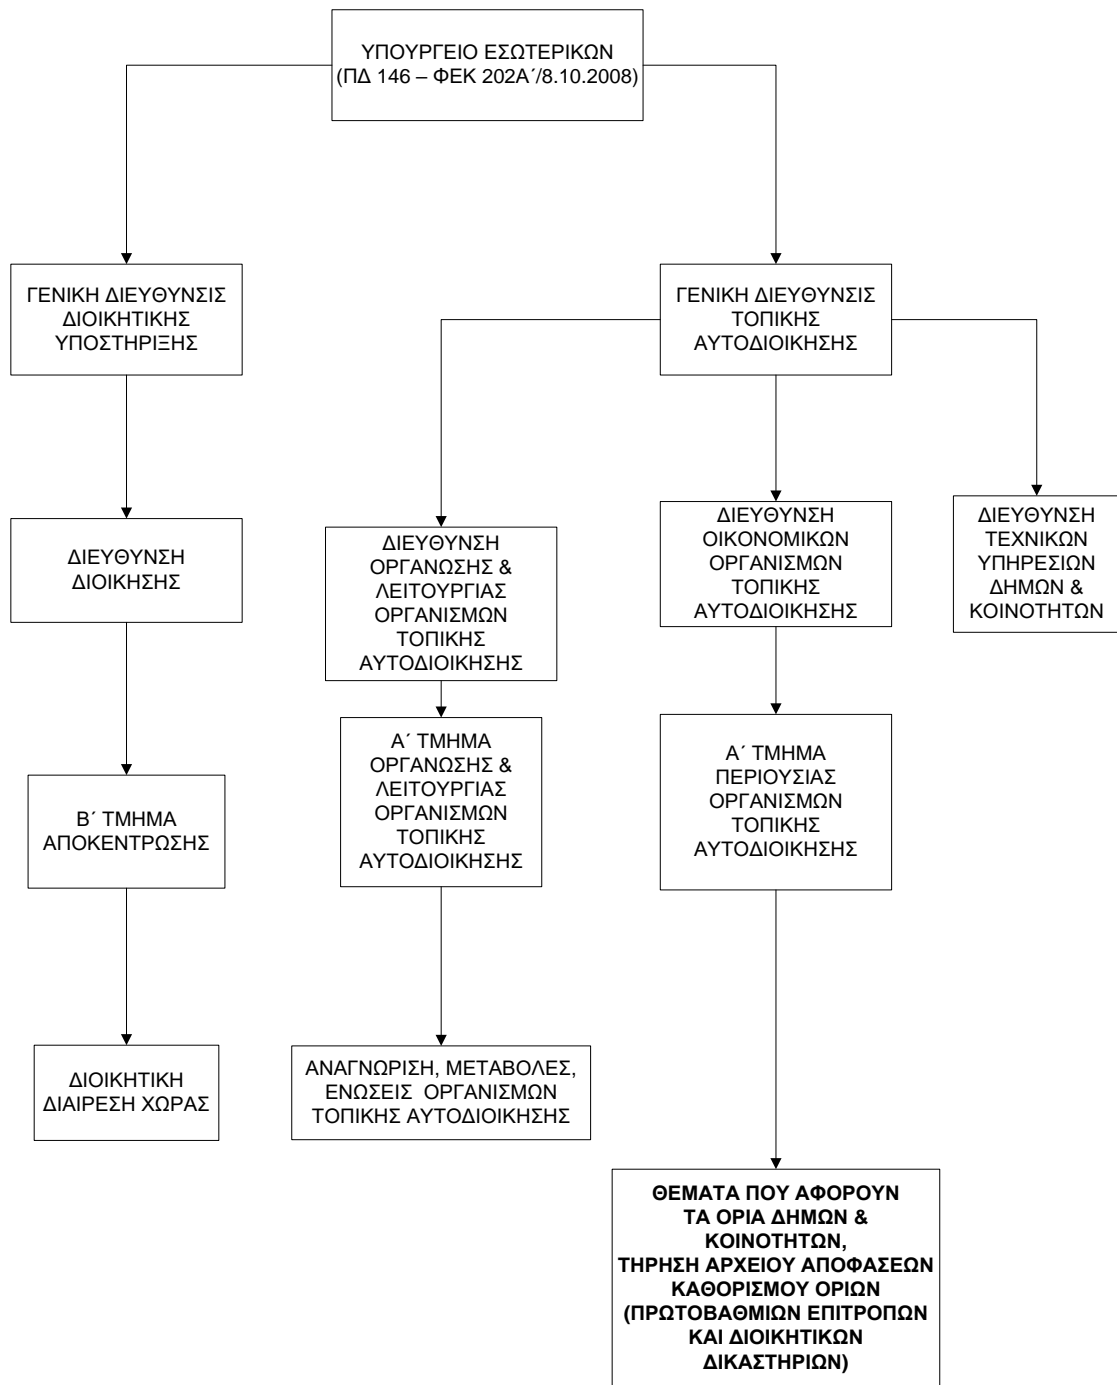 ΥΠΟΥΡΓΕΙΟ ΕΣΩΤΕΡΙΚΩΝ
(ΠΔ 146 – ΦΕΚ 202Α΄/8.10.2008)
ΓΕΝΙΚΗ ΔΙΕΥΘΥΝΣΙΣ
ΔΙΟΙΚΗΤΙΚΗΣ
ΥΠΟΣΤΗΡΙΞΗΣ
ΓΕΝΙΚΗ ΔΙΕΥΘΥΝΣΙΣ
ΤΟΠΙΚΗΣ
ΑΥΤΟΔΙΟΙΚΗΣΗΣ
ΔΙΕΥΘΥΝΣΗ
ΔΙΟΙΚΗΣΗΣ
ΔΙΕΥΘΥΝΣΗ
ΟΡΓΑΝΩΣΗΣ &
ΛΕΙΤΟΥΡΓΙΑΣ
ΟΡΓΑΝΙΣΜΩΝ
ΤΟΠΙΚΗΣ
ΑΥΤΟΔΙΟΙΚΗΣΗΣ
ΔΙΕΥΘΥΝΣΗ
ΟΙΚΟΝΟΜΙΚΩΝ
ΟΡΓΑΝΙΣΜΩΝ
ΤΟΠΙΚΗΣ
ΑΥΤΟΔΙΟΙΚΗΣΗΣ
ΔΙΕΥΘΥΝΣΗ
ΤΕΧΝΙΚΩΝ
ΥΠΗΡΕΣΙΩΝ
ΔΗΜΩΝ &
ΚΟΙΝΟΤΗΤΩΝ
Β΄ ΤΜΗΜΑ
ΑΠΟΚΕΝΤΡΩΣΗΣ
Α΄ ΤΜΗΜΑ
ΟΡΓΑΝΩΣΗΣ &
ΛΕΙΤΟΥΡΓΙΑΣ
ΟΡΓΑΝΙΣΜΩΝ
ΤΟΠΙΚΗΣ
ΑΥΤΟΔΙΟΙΚΗΣΗΣ
Α΄ ΤΜΗΜΑ
ΠΕΡΙΟΥΣΙΑΣ
ΟΡΓΑΝΙΣΜΩΝ
ΤΟΠΙΚΗΣ
ΑΥΤΟΔΙΟΙΚΗΣΗΣ
ΔΙΟΙΚΗΤΙΚΗ
ΔΙΑΙΡΕΣΗ ΧΩΡΑΣ
ΑΝΑΓΝΩΡΙΣΗ, ΜΕΤΑΒΟΛΕΣ,
ΕΝΩΣΕΙΣ ΟΡΓΑΝΙΣΜΩΝ
ΤΟΠΙΚΗΣ ΑΥΤΟΔΙΟΙΚΗΣΗΣ
ΘΕΜΑΤΑ ΠΟΥ ΑΦΟΡΟΥΝ
ΤΑ ΟΡΙΑ ΔΗΜΩΝ &
ΚΟΙΝΟΤΗΤΩΝ,
ΤΗΡΗΣΗ ΑΡΧΕΙΟΥ ΑΠΟΦΑΣΕΩΝ
ΚΑΘΟΡΙΣΜΟΥ ΟΡΙΩΝ
(ΠΡΩΤΟΒΑΘΜΙΩΝ ΕΠΙΤΡΟΠΩΝ
ΚΑΙ ΔΙΟΙΚΗΤΙΚΩΝ
ΔΙΚΑΣΤΗΡΙΩΝ)